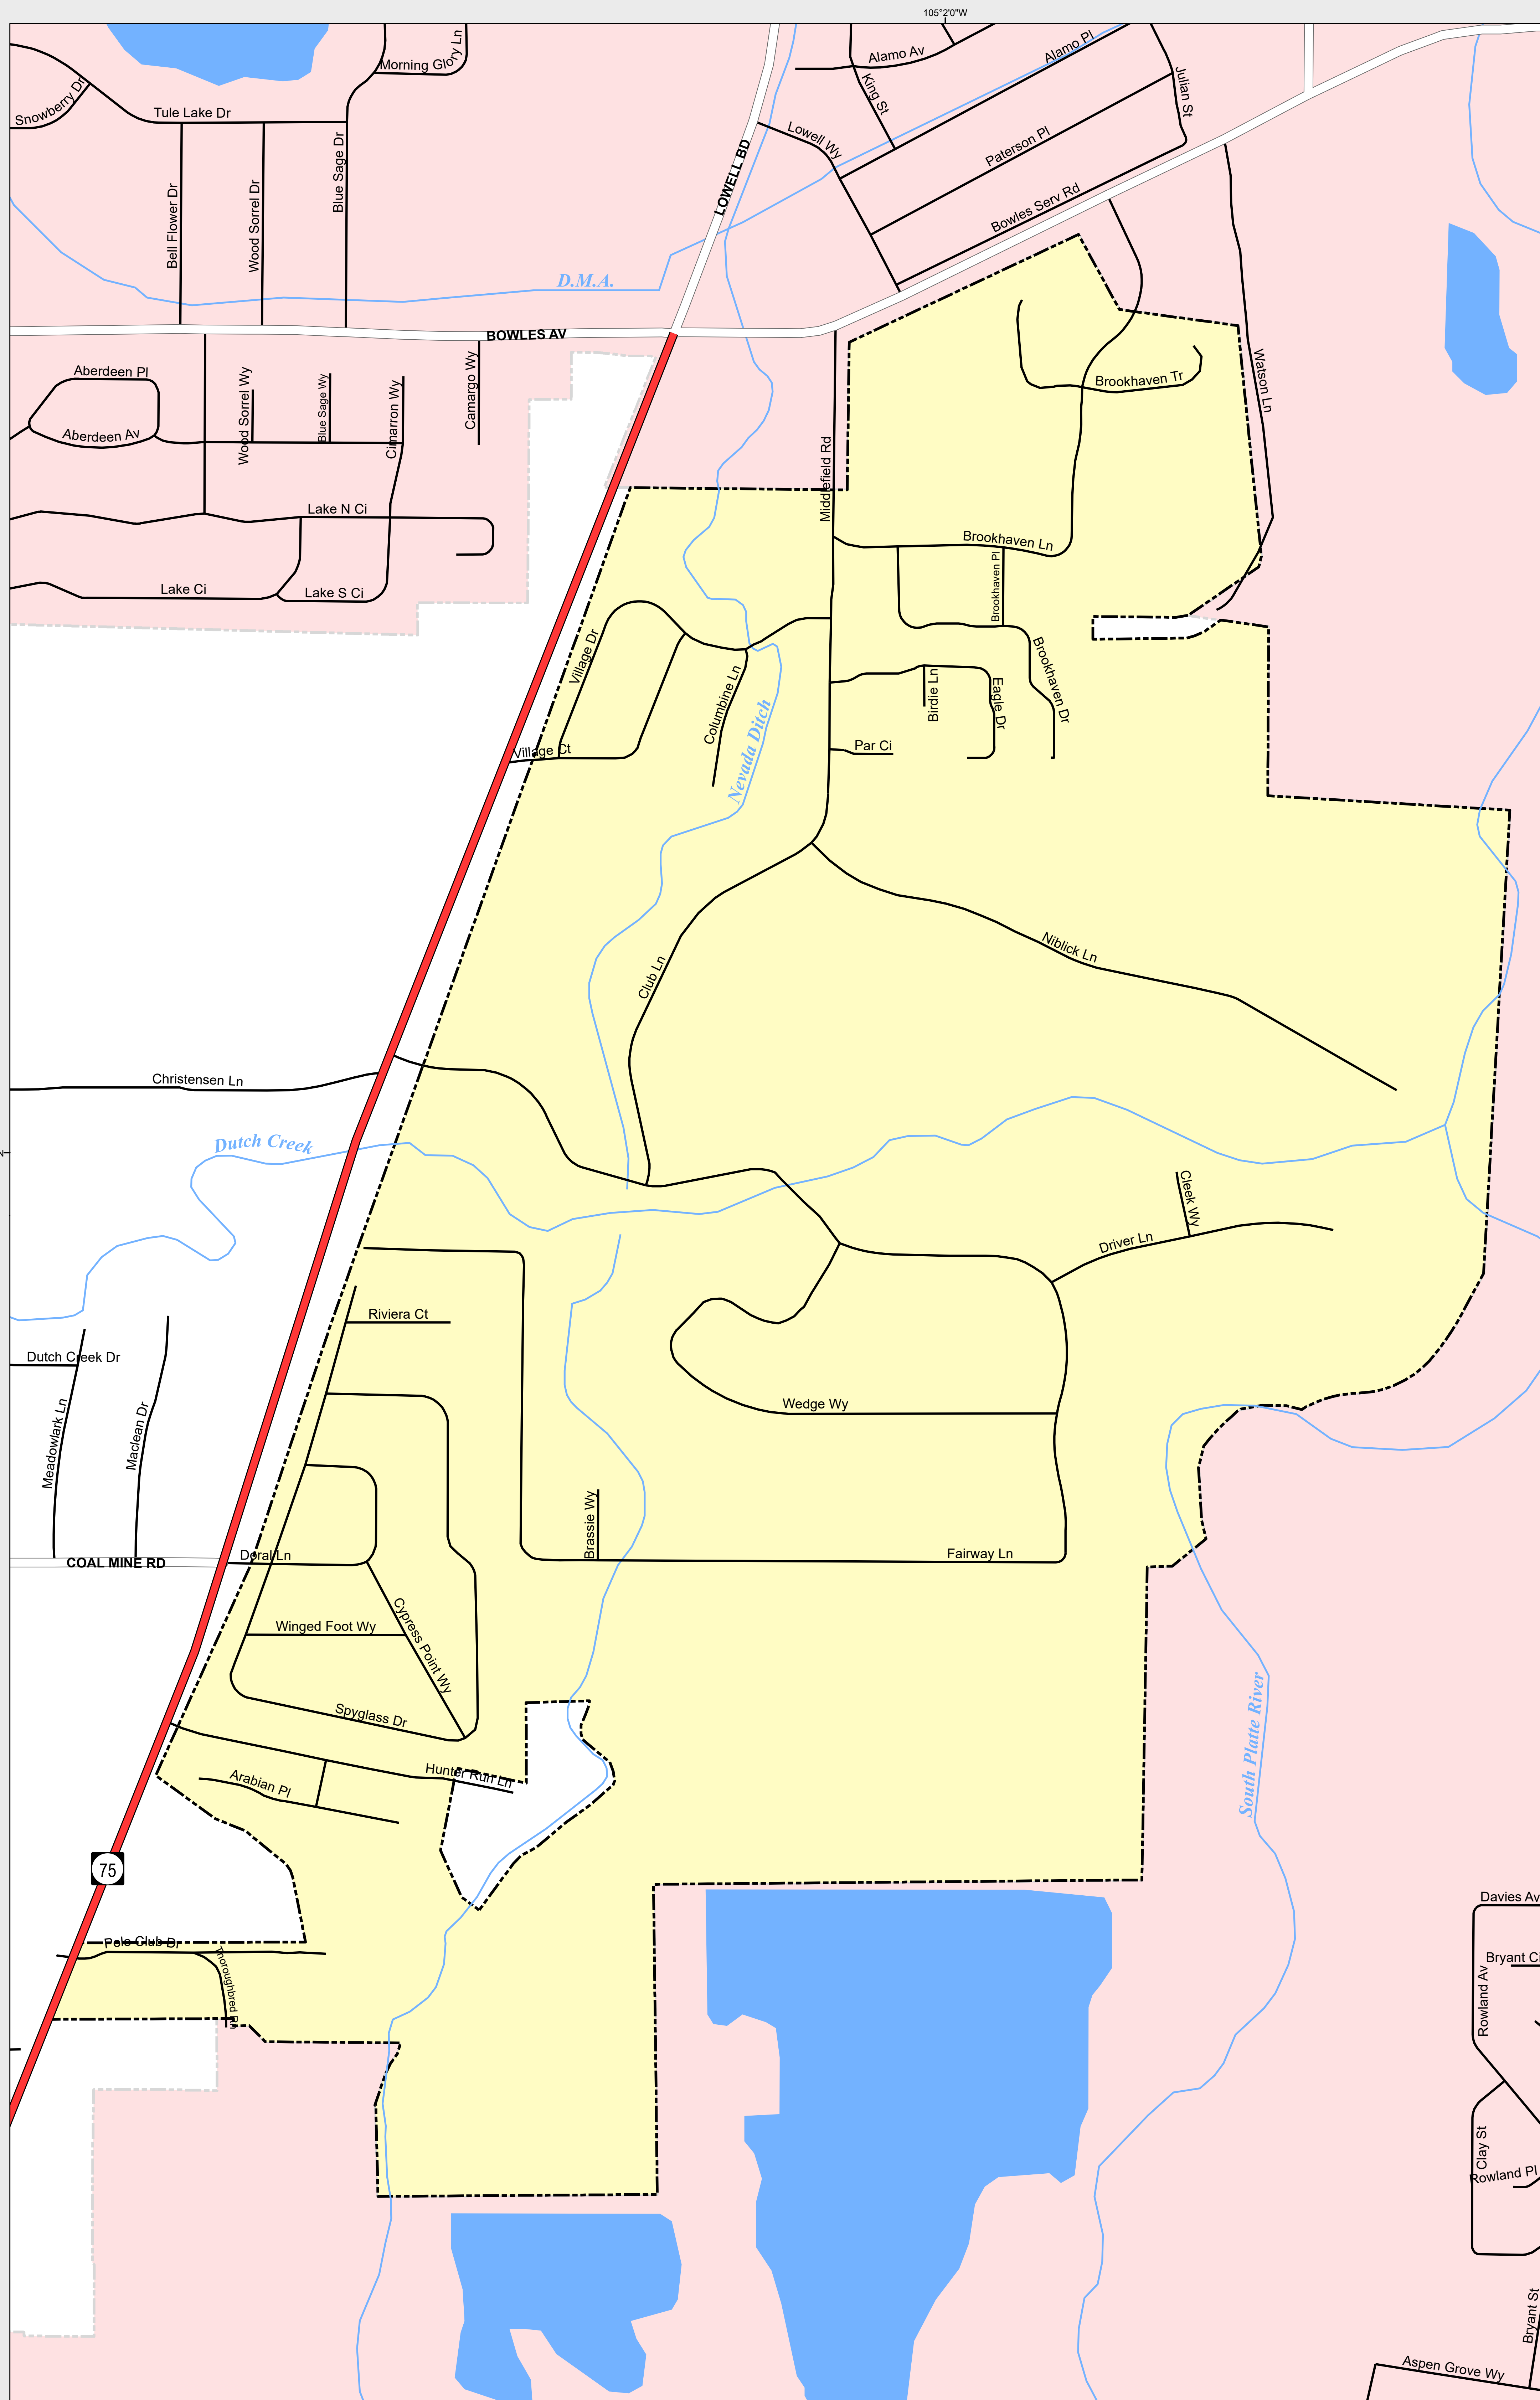 105°2'0"W
Morning Glory Ln
Alamo Av
Alamo Pl
Snowberry Dr
Tule Lake Dr
King St
Julian St
Blue Sage Dr
Lowell Wy
Paterson Pl
LOWELL BD
Bell Flower Dr
Wood Sorrel Dr
Bowles Serv Rd
D.M.A.
BOWLES AV
Aberdeen Pl
Wood Sorrel Wy
Blue Sage Wy
Cimarron Wy
Camargo Wy
Brookhaven Tr
Watson Ln
Aberdeen Av
Middlefield Rd
Lake N Ci
Brookhaven Ln
Lake Ci
Lake S Ci
Brookhaven Pl
Village Dr
Columbine Ln
Birdie Ln
Eagle Dr
Brookhaven Dr
Nevada Ditch
Village Ct
Par Ci
Club Ln
Niblick Ln
Christensen Ln
Dutch Creek
Cleek Wy
Driver Ln
Riviera Ct
Dutch Creek Dr
Meadowlark Ln
Maclean Dr
Wedge Wy
Brassie Wy
COAL MINE RD
Doral Ln
Fairway Ln
Winged Foot Wy
Cypress Point Wy
Spyglass Dr
South Platte River
Arabian Pl
Hunter Run Ln
75
Davies Av
Polo Club Dr
Thoroughbred Rn
Bryant Ci
Rowland Av
Clay St
Rowland Pl
Bryant St
Aspen Grove Wy